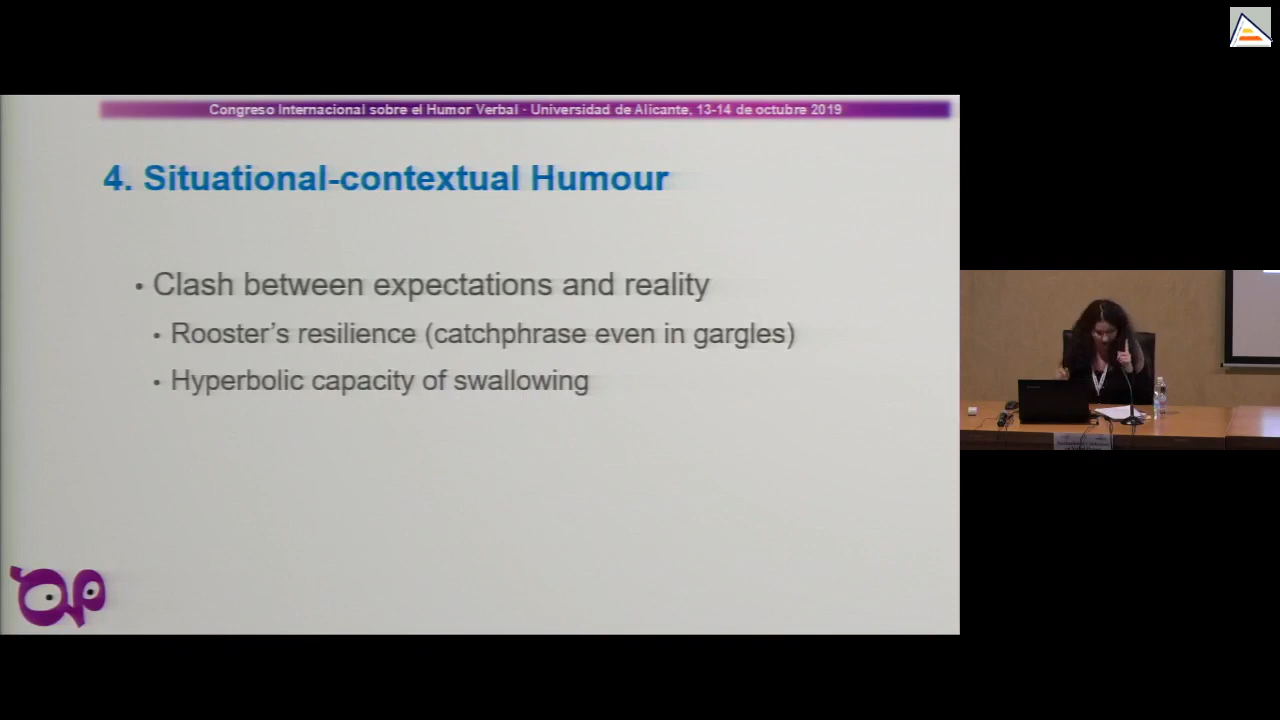 Congreso Internacional sobre el Humor Verbal - Universidad de Alicante, 13-14 de octubre 2019
4. Situational-contextual Humour
• Clash between expectations and reality
• Rooster's resilience (catchphrase even in gargles)
• Hyperbolic capacity of swallowing